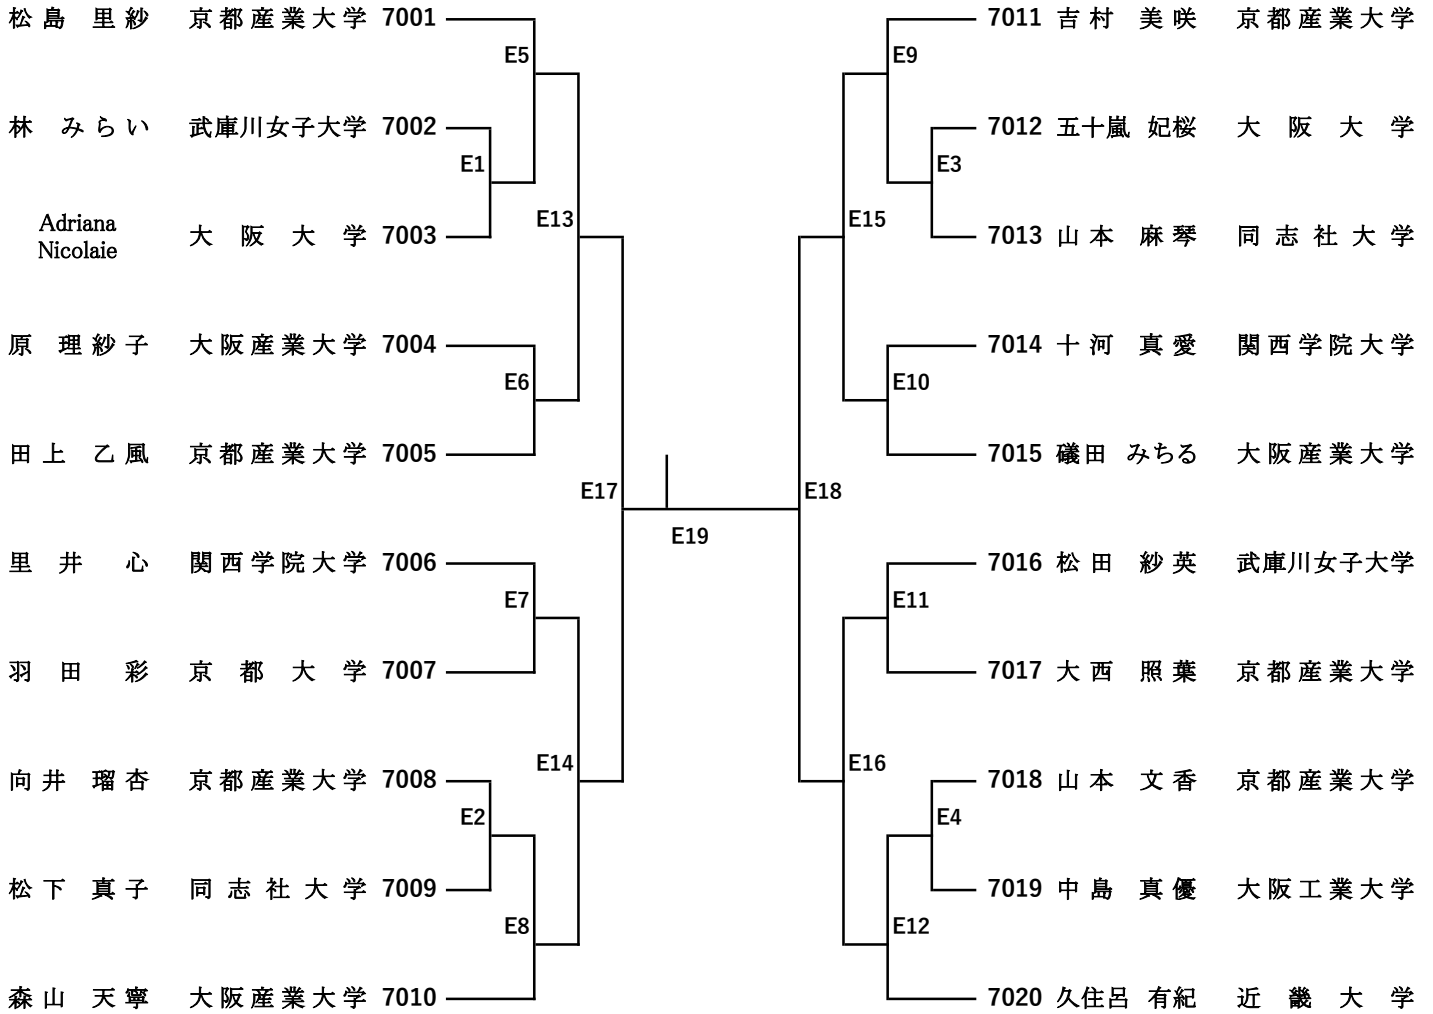 松島 里紗 京都産業大学 7001
E5
林 みらい 武庫川女子大学 7002
E1
Adriana
Nicolaie
大阪大学 7003
E13
原 理紗子 大阪産業大学 7004
E6
田上 乙風 京都産業大学 7005
E17
里井 心 関西学院大学 7006
E7
羽田 彩 京都大学 7007
E14
向井 瑠杏 京都産業大学 7008
E2
松下 真子 同志社大学 7009
E8
森山 天寧 大阪産業大学 7010
E19
7011 吉村 美咲 京都産業大学
E9
7012 五十嵐 妃桜 大阪大学
E3
E15
7013 山本 麻琴 同志社大学
7014 十河 真愛 関西学院大学
E10
7015 礒田 みちる 大阪産業大学
E18
7016 松田 紗英 武庫川女子大学
E11
7017 大西 照葉 京都産業大学
E16
7018 山本 文香 京都産業大学
E4
7019 中島 真優 大阪工業大学
E12
7020 久住呂 有紀 近畿大学